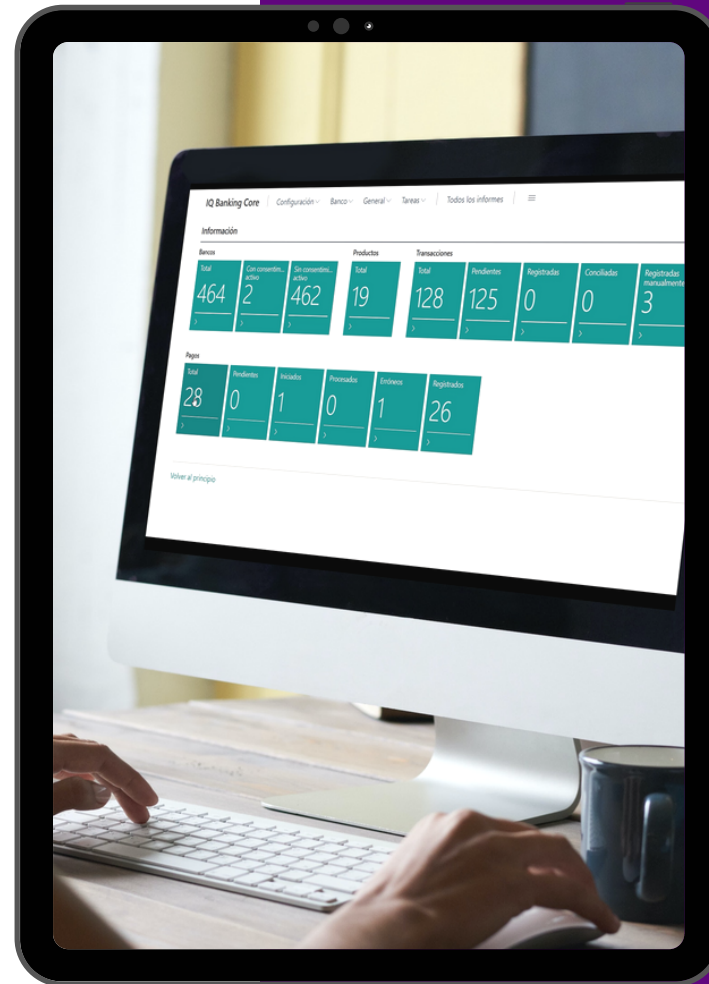 IQ Banking Core Configuración Banco General Tareas Todos los informes
Información
Bancos Productos Transacciones
Total Con consentimi... activo Sin consentimi... activo Total Total Pendientes Registradas Conciliadas Registradas manualmente
464 2 462 19 128 125 0 0 3
Pagos
Total Pendientes Iniciados Procesados Erróneos Registrados
28 0 1 0 1 26
Volver al principio